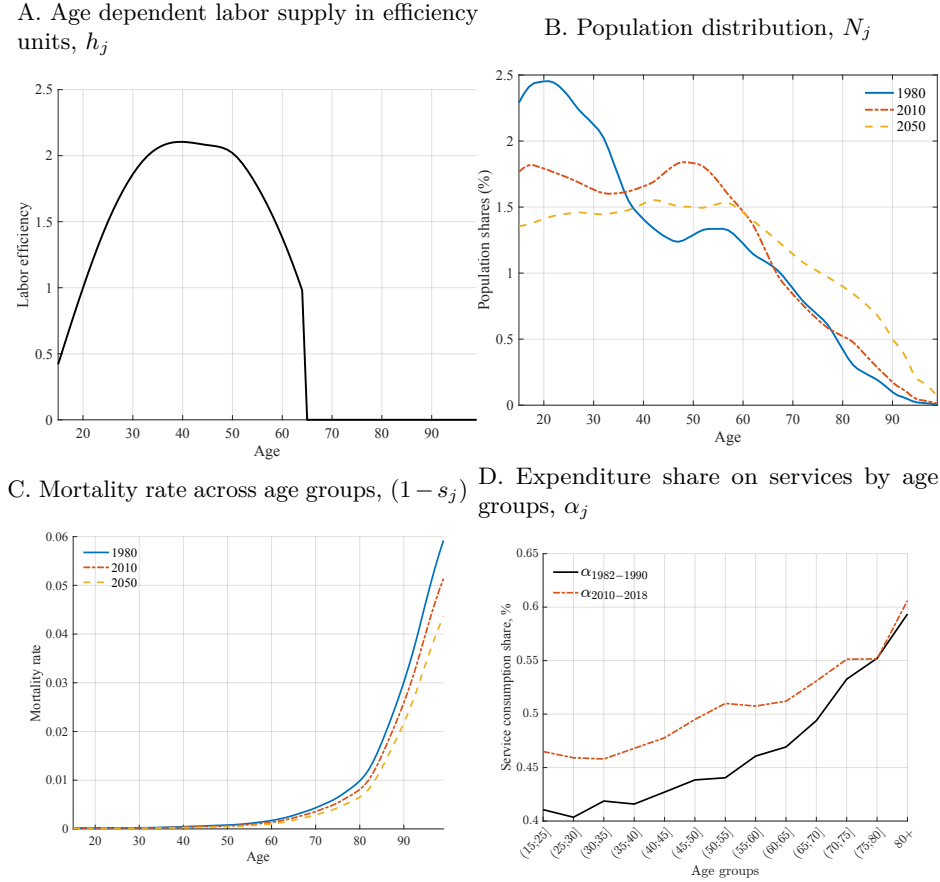 A. Age dependent labor supply in efficiency
units, h_j
2.5
2
1.5
1
0.5
0
20 30 40 50 60 70 80 90
Labor efficiency
Age
B. Population distribution, N_j
2.5
2
1.5
1
0.5
0
20 30 40 50 60 70 80 90
Population shares (%)
Age
1980
2010
2050
C. Mortality rate across age groups, (1−s_j)
0.06
0.05
0.04
0.03
0.02
0.01
0
20 30 40 50 60 70 80 90
Mortality rate
Age
1980
2010
2050
D. Expenditure share on services by age
groups, α_j
0.65
0.6
0.55
0.5
0.45
0.4
Service consumption share, %
α1982−1990
α2010−2018
(15-25] (25;30] (30;35] (35;40] (40;45] (45;50] (50;55] (55;60] (60;65] (65;70] (70;75] (75;80] 80+
Age groups